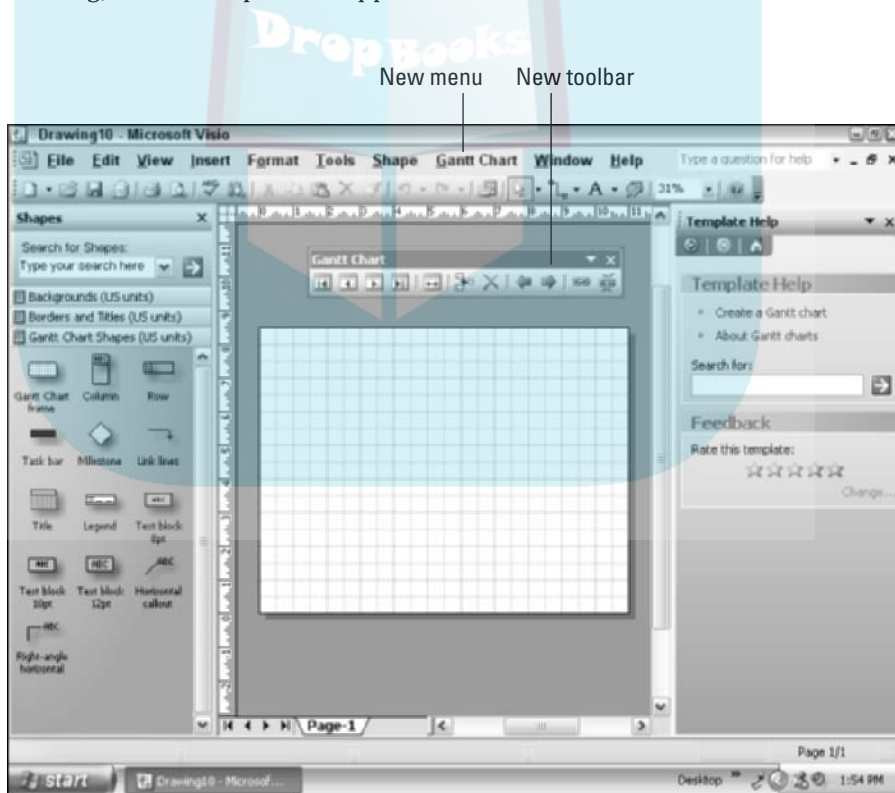 DropBooks
New menu New toolbar
Drawing10 - Microsoft Visio
File Edit View Insert Format Tools Shape Gantt Chart Window Help
Type a question for help
31%
Shapes
Search for Shapes:
Type your search here
Backgrounds (US units)
Borders and Titles (US units)
Gantt Chart Shapes (US units)
Gantt Chart frame
Column
Row
Task bar
Milestone
Link lines
Title
Legend
Text block 8pt
Text block 10pt
Text block 12pt
Horizontal callout
Right-angle horizontal
Gantt Chart
Template Help
Template Help
Create a Gantt chart
About Gantt charts
Search for:
Feedback
Rate this template:
Change...
Page-1
Page 1/1
start
Drawing10 - Microsof...
Desktop
1:54 PM